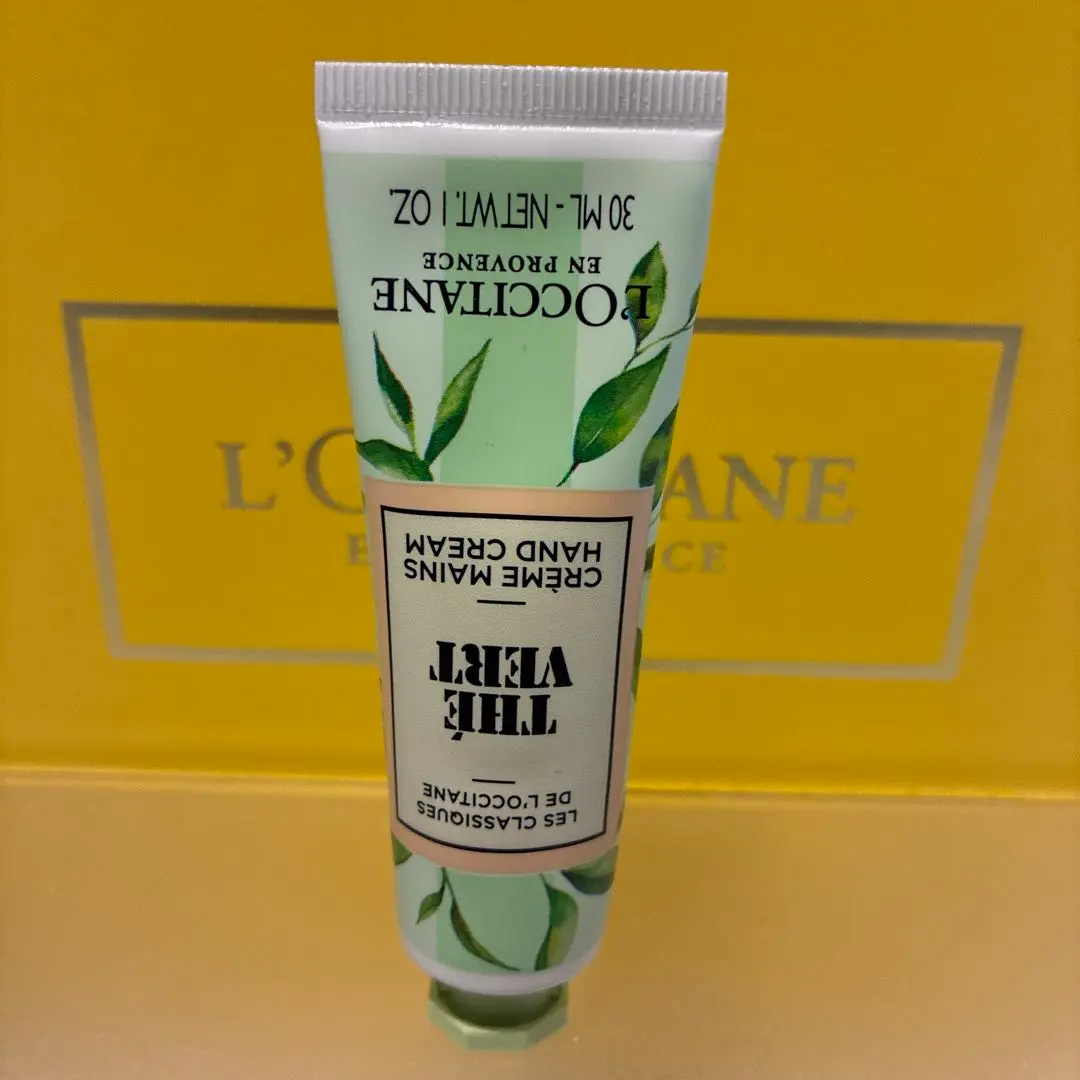 LES CLASSIQUES
DE L'OCCITANE
THÉ
VERT
CRÈME MAINS
HAND CREAM
L'OCCITANE
EN PROVENCE
30 ML - NET WT. 1 OZ.